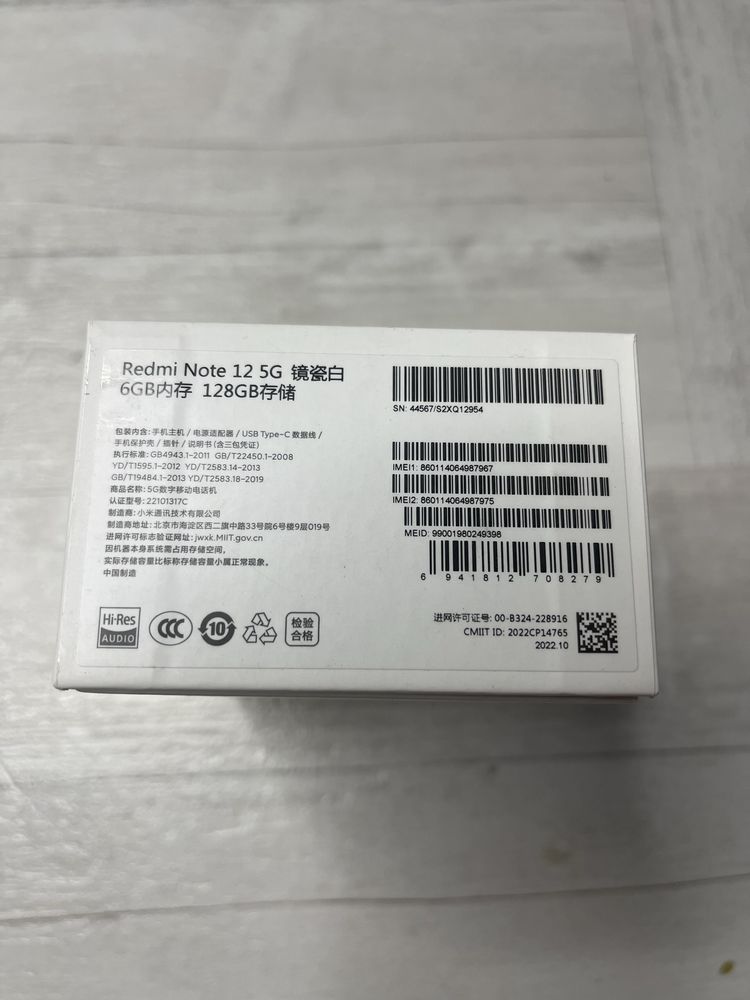 Redmi Note 12 5G 镜瓷白
6GB内存 128GB存储
包装内含: 手机主机 / 电源适配器 / USB Type-C 数据线 /
手机保护壳 / 插针 / 说明书 (含三包凭证)
执行标准: GB4943.1-2011 GB/T22450.1-2008
YD/T1595.1-2012 YD/T2583.14-2013
GB/T19484.1-2013 YD/T2583.18-2019
商品名称: 5G数字移动电话机
认证型号: 22101317C
制造商: 小米通讯技术有限公司
制造商地址: 北京市海淀区西二旗中路33号院6号楼9层019号
进网许可标志验证网址: jwxk.MIIT.gov.cn
因机器本身系统需占用存储空间,
实际存储容量比标称存储容量小属正常现象。
中国制造
Hi-Res
AUDIO
CCC
10
检验
合格
SN: 44567/S2XQ12954
IMEI1: 860114064987967
IMEI2: 860114064987975
MEID: 99001980249398
6 941812 708279
进网许可证号: 00-B324-228916
CMIIT ID: 2022CP14765
2022.10